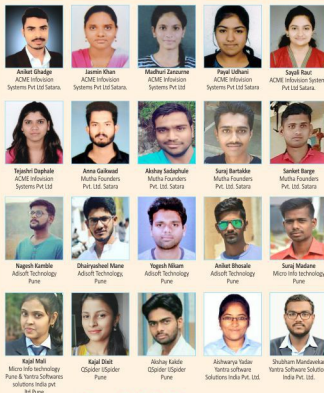 Aniket Ghadge
ACME Infovision
Systems Pvt Ltd Satara.
Jasmin Khan
ACME Infovision
Systems Pvt Ltd Satara.
Madhuri Zanzurne
ACME Infovision
Systems Pvt Ltd
Payal Udhani
ACME Infovision
Systems Pvt Ltd Satara.
Sayali Raut
ACME Infovision System
Pvt Ltd Satara.
Tejashri Daphale
ACME Infovision
Systems Pvt Ltd
Anna Gaikwad
Mutha Founders
Pvt. Ltd. Satara
Akshay Sadaphule
Mutha Founders
Pvt. Ltd. Satara
Suraj Bartakke
Mutha Founders
Pvt. Ltd. Satara
Sanket Barge
Mutha Founders
Pvt. Ltd. Satara
Nagesh Kamble
Adisoft Technology
Pune
Dhairyasheel Mane
Adisoft Technology,
Pune
Yogesh Nikam
Adisoft Technology,
Pune
Aniket Bhosale
Adisoft Technology
Pune
Suraj Madane
Micro Info technology
Pune
Kajal Mali
Micro Info technology
Pune & Yantra Softwares
solutions India pvt
ltd Pune
Kajal Dixit
QSpider USpider
Pune
Akshay Kakde
QSpider USpider
Pune
Aishwarya Yadav
Yantra software
Solutions India Pvt. Ltd.
Shubham Mandavekar
Yantra Software Solutio
India Pvt. Ltd.